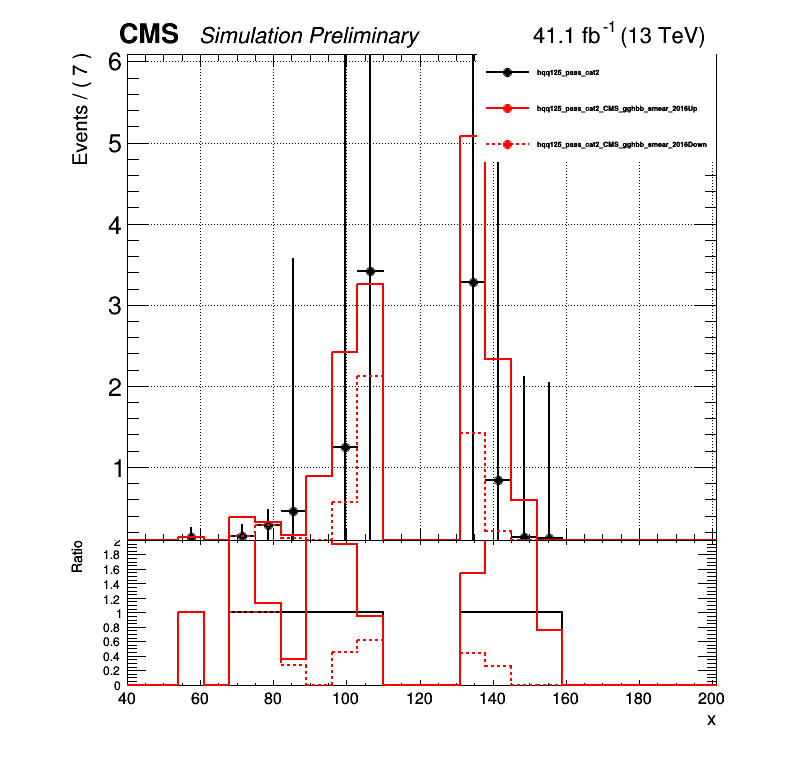 CMS Simulation Preliminary 41.1 fb-1 (13 TeV)
Events / ( 7 )
6
5
4
3
2
1
hqq125_pass_cat2
hqq125_pass_cat2_CMS_gghbb_smear_2016Up
hqq125_pass_cat2_CMS_gghbb_smear_2016Down
Ratio
2
1.8
1.6
1.4
1.2
1
0.8
0.6
0.4
0.2
0
40 60 80 100 120 140 160 180 200
x